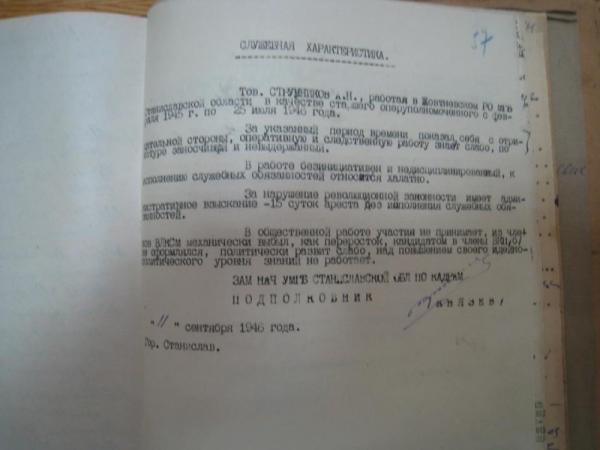 57
СЛУЖЕБНАЯ ХАРАКТЕРИСТИКА.
Тов. СТРУННИКОВ А.Н., работая в Жовтневском РО МГБ
Станиславской области в качестве старшего оперуполномоченного с фев-
раля 1945 г. по 25 июля 1946 года.
За указанный период времени показал себя с отри-
цательной стороны, оперативную и следственную работу знает слабо, по
натуре заносчивый и невыдержанный.
В работе безинициативен и недисциплинированный, к
исполнению служебных обязанностей относится халатно.
За нарушение революционной законности имеет адми-
нистративное взыскание -15 суток ареста без исполнения служебных обя-
занностей.
В общественной работе участия не принимает, из чле-
нов ВЛКСМ механически выбыл, как переросток, кандидатом в члены ВКП/б/
не оформлялся, политически развит слабо, над повышением своего идейно-
политического уровня знаний не работает.
ЗАМ НАЧ УМГБ СТАНИСЛАВСКОЙ ОБЛ ПО КАДРАМ
ПОДПОЛКОВНИК
/КНЯЗЕВ/
"11" сентября 1946 года.
Гор. Станислав.